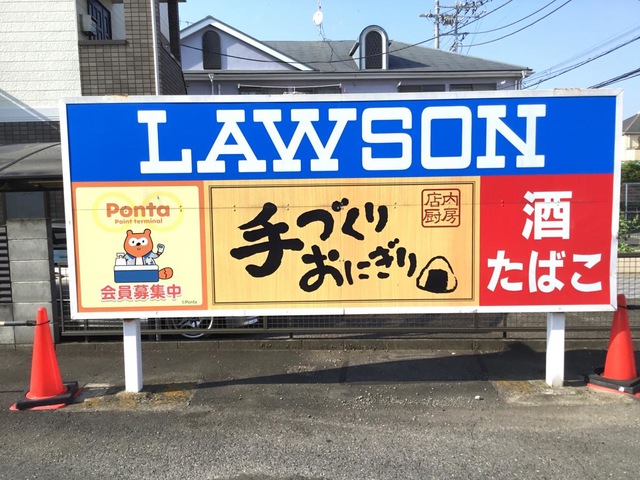 LAWSON
Ponta
Point terminal
会員募集中
©Ponta
手づくり
おにぎり
店内
厨房
酒
たばこ